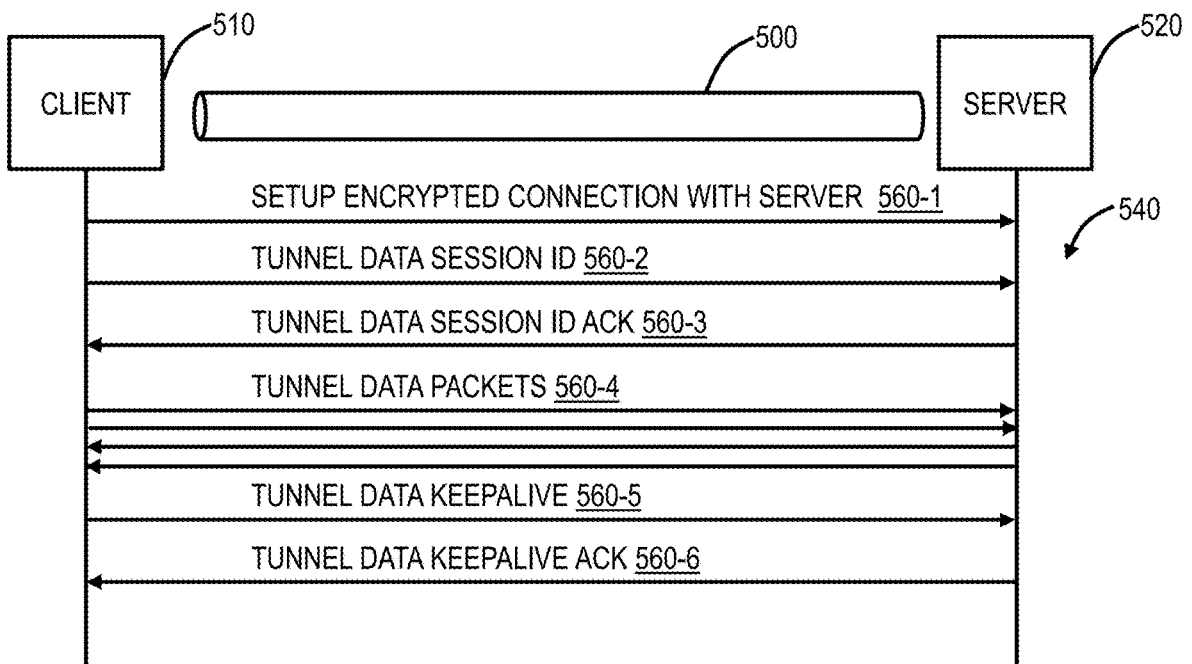 510
500
520
CLIENT
SERVER
SETUP ENCRYPTED CONNECTION WITH SERVER 560-1
540
TUNNEL DATA SESSION ID 560-2
TUNNEL DATA SESSION ID ACK 560-3
TUNNEL DATA PACKETS 560-4
TUNNEL DATA KEEPALIVE 560-5
TUNNEL DATA KEEPALIVE ACK 560-6